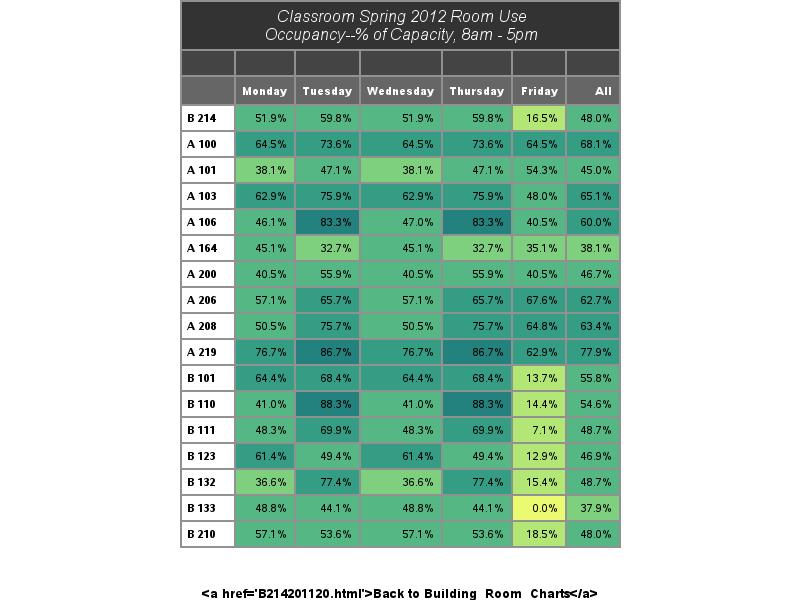 Classroom Spring 2012 Room Use
Occupancy--% of Capacity, 8am - 5pm
Monday Tuesday Wednesday Thursday Friday All
B 214 51.9% 59.8% 51.9% 59.8% 16.5% 48.0%
A 100 64.5% 73.6% 64.5% 73.6% 64.5% 68.1%
A 101 38.1% 47.1% 38.1% 47.1% 54.3% 45.0%
A 103 62.9% 75.9% 62.9% 75.9% 48.0% 65.1%
A 106 46.1% 83.3% 47.0% 83.3% 40.5% 60.0%
A 164 45.1% 32.7% 45.1% 32.7% 35.1% 38.1%
A 200 40.5% 55.9% 40.5% 55.9% 40.5% 46.7%
A 206 57.1% 65.7% 57.1% 65.7% 67.6% 62.7%
A 208 50.5% 75.7% 50.5% 75.7% 64.8% 63.4%
A 219 76.7% 86.7% 76.7% 86.7% 62.9% 77.9%
B 101 64.4% 68.4% 64.4% 68.4% 13.7% 55.8%
B 110 41.0% 88.3% 41.0% 88.3% 14.4% 54.6%
B 111 48.3% 69.9% 48.3% 69.9% 7.1% 48.7%
B 123 61.4% 49.4% 61.4% 49.4% 12.9% 46.9%
B 132 36.6% 77.4% 36.6% 77.4% 15.4% 48.7%
B 133 48.8% 44.1% 48.8% 44.1% 0.0% 37.9%
B 210 57.1% 53.6% 57.1% 53.6% 18.5% 48.0%
<a href='B214201120.html'>Back to Building_Room_Charts</a>